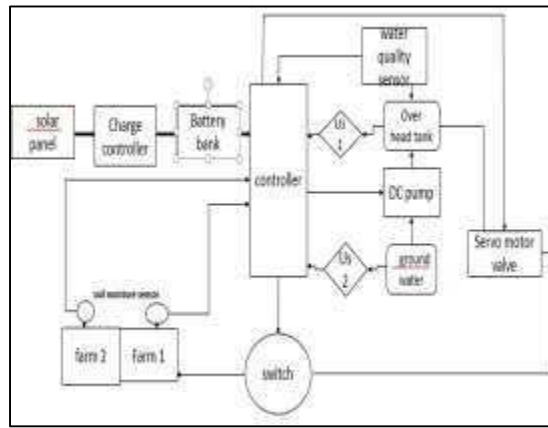 water
quality
sensor
solar
panel
Charge
controller
Battery
bank
controller
Us
1
Over
head tank
DC pump
Servo motor
valve
Us
2
ground
water
soil moisture sensor
farm 2
Farm 1
switch